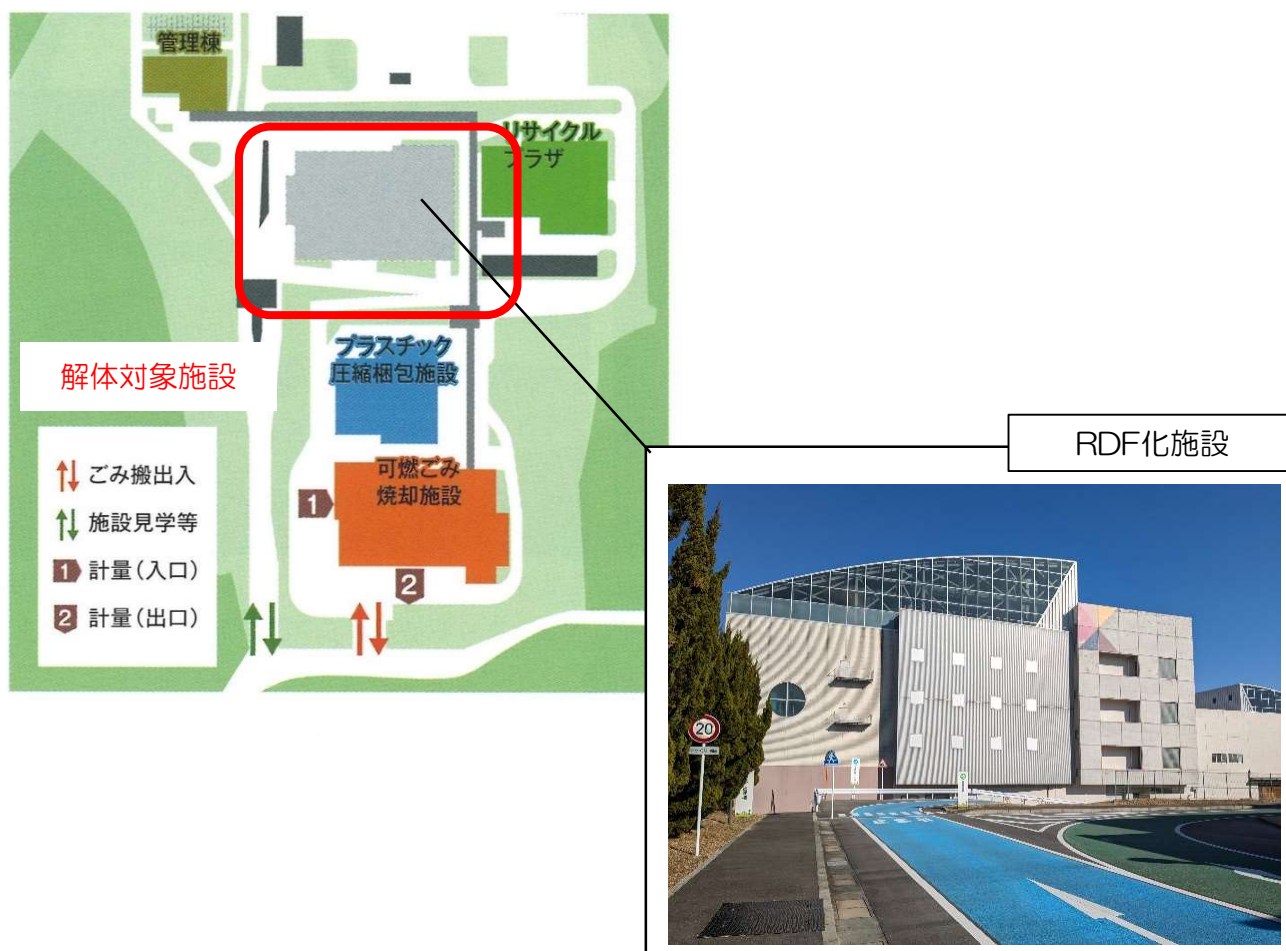 管理棟
リサイクル
プラザ
プラスチック
圧縮梱包施設
解体対象施設
可燃ごみ
焼却施設
1
2
ごみ搬出入
施設見学等
1 計量(入口)
2 計量(出口)
RDF化施設
20